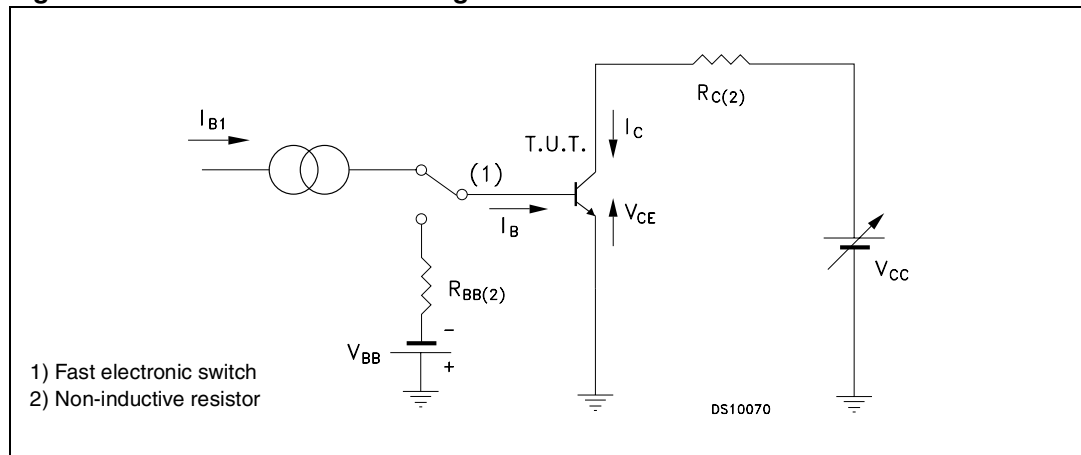 I_B1
R_C(2)
I_C
T.U.T.
(1)
I_B
V_CE
V_CC
R_BB(2)
-
V_BB
+
1) Fast electronic switch
2) Non-inductive resistor
DS10070